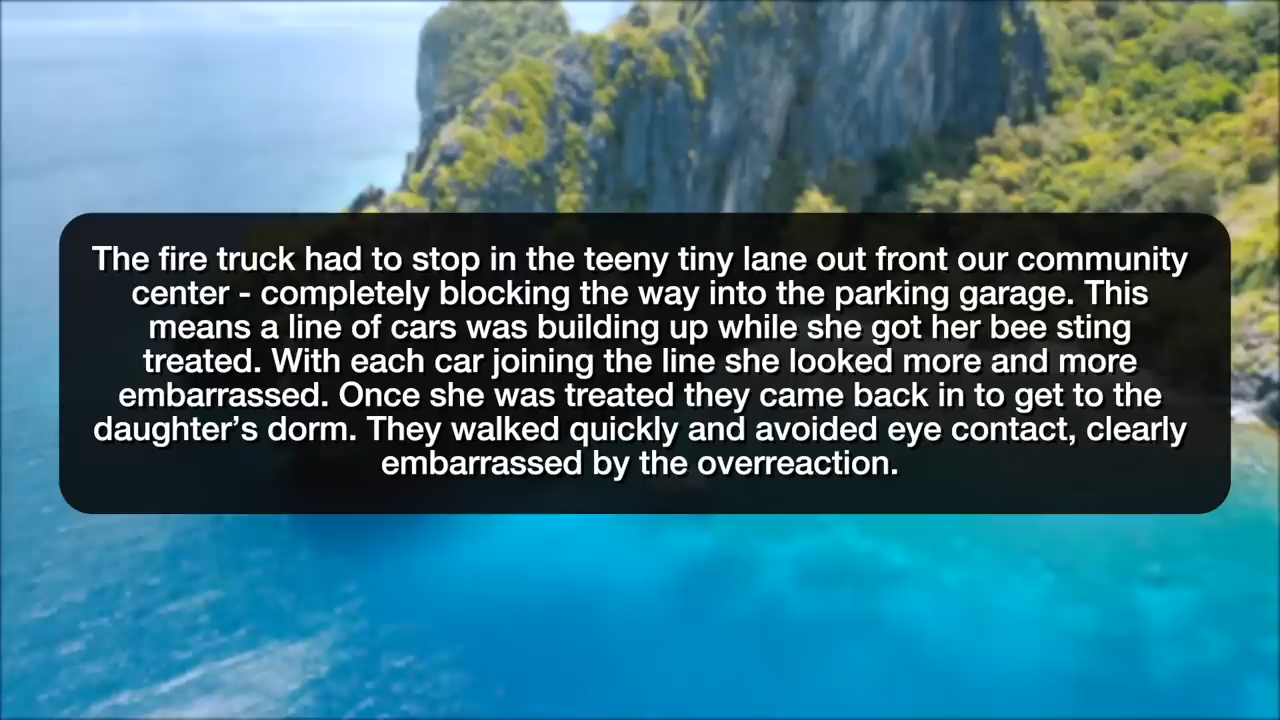 The fire truck had to stop in the teeny tiny lane out front our community
center - completely blocking the way into the parking garage. This
means a line of cars was building up while she got her bee sting
treated. With each car joining the line she looked more and more
embarrassed. Once she was treated they came back in to get to the
daughter’s dorm. They walked quickly and avoided eye contact, clearly
embarrassed by the overreaction.